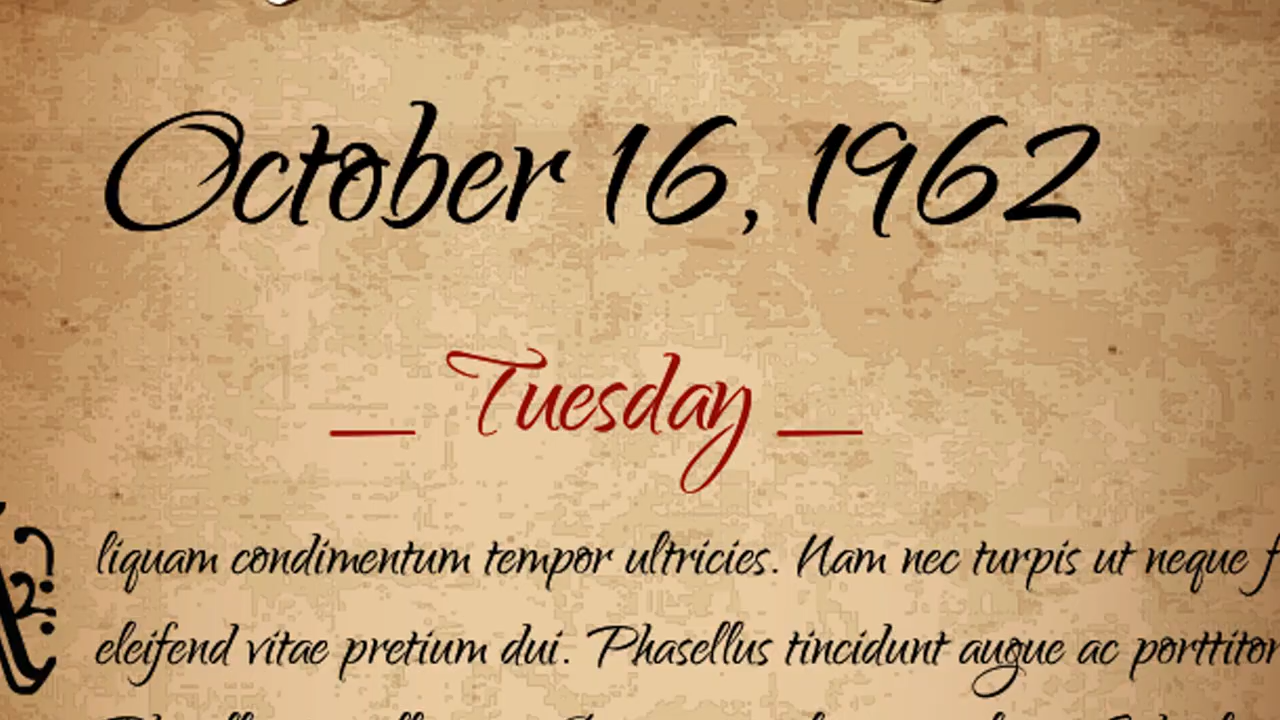 October 16, 1962
Tuesday
liquam condimentum tempor ultricies. Nam nec turpis ut neque
eleifend vitae pretium dui. Phasellus tincidunt augue ac porttitor